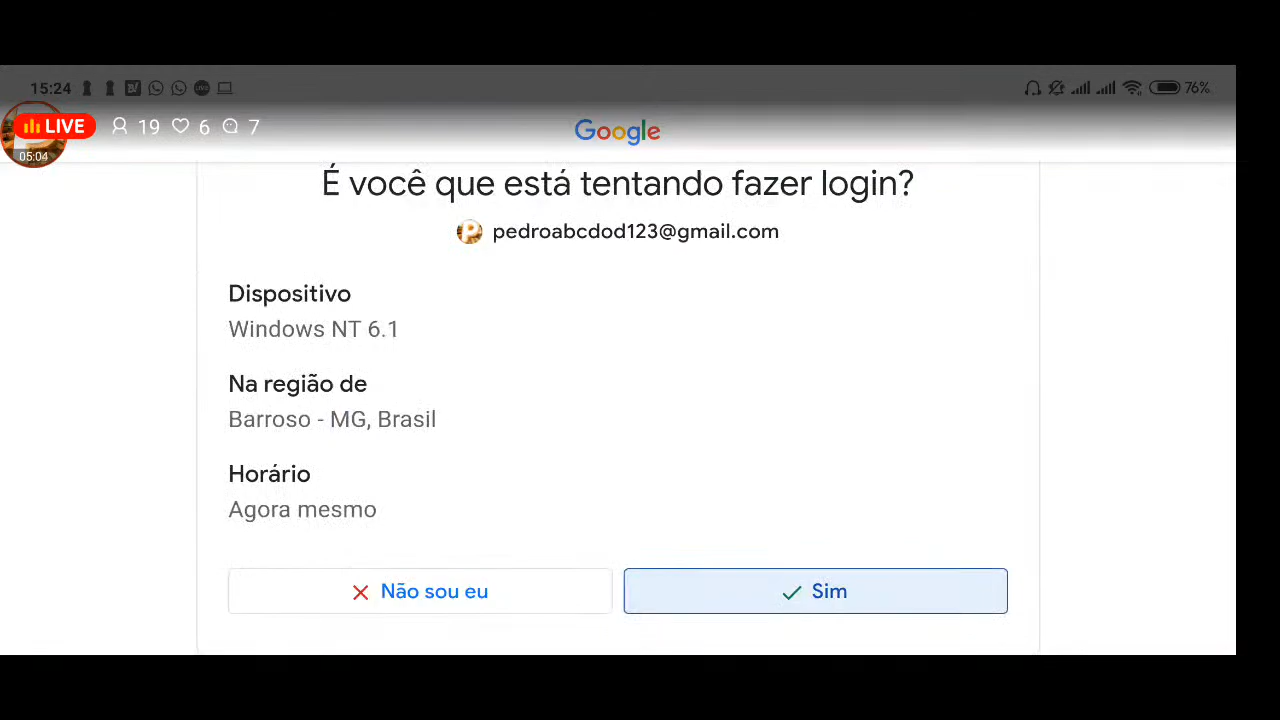 15:24
76%
LIVE 19 6 7
05:04
Google
É você que está tentando fazer login?
pedroabcdod123@gmail.com
Dispositivo
Windows NT 6.1
Na região de
Barroso - MG, Brasil
Horário
Agora mesmo
Não sou eu
Sim